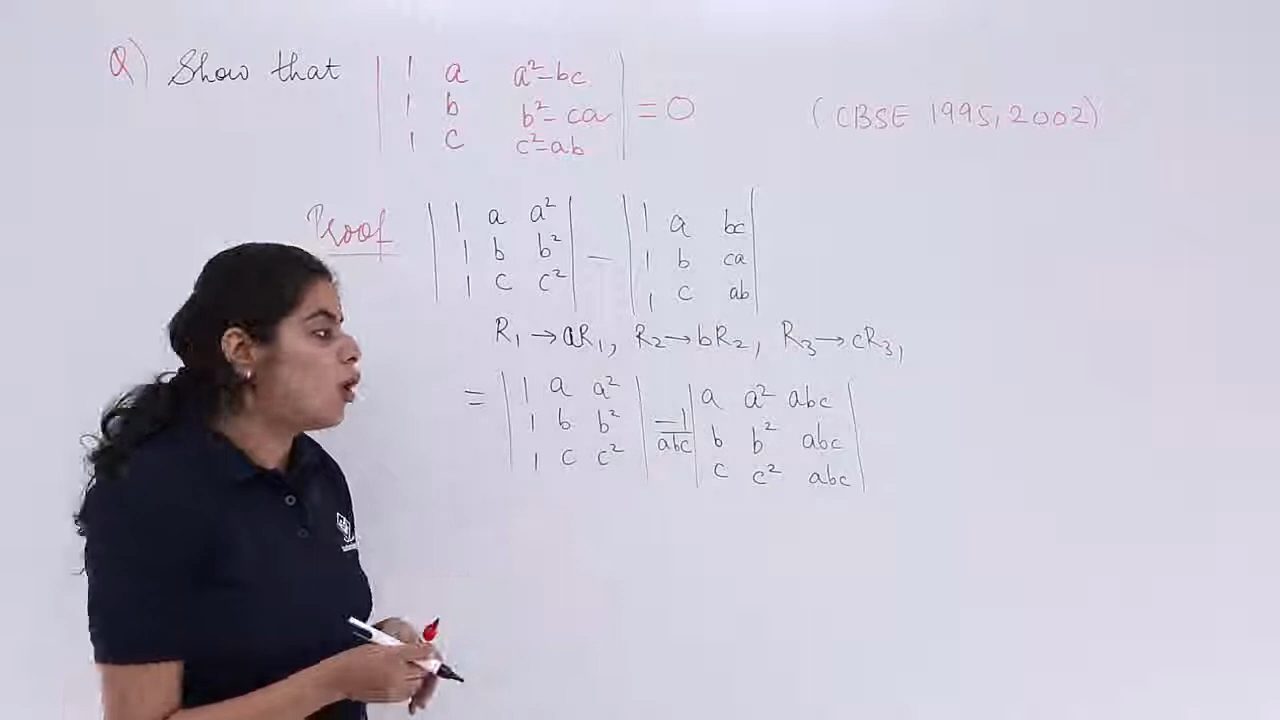 Q) Show that | 1 a a²-bc |
| 1 b b²-ca | = 0 (CBSE 1995, 2002)
| 1 c c²-ab |
Proof | 1 a a² | | 1 a bc |
| 1 b b² | - | 1 b ca |
| 1 c c² | | 1 c ab |
R₁→aR₁, R₂→bR₂, R₃→cR₃,
= | 1 a a² | -1/abc | a a² abc |
| 1 b b² | | b b² abc |
| 1 c c² | | c c² abc |